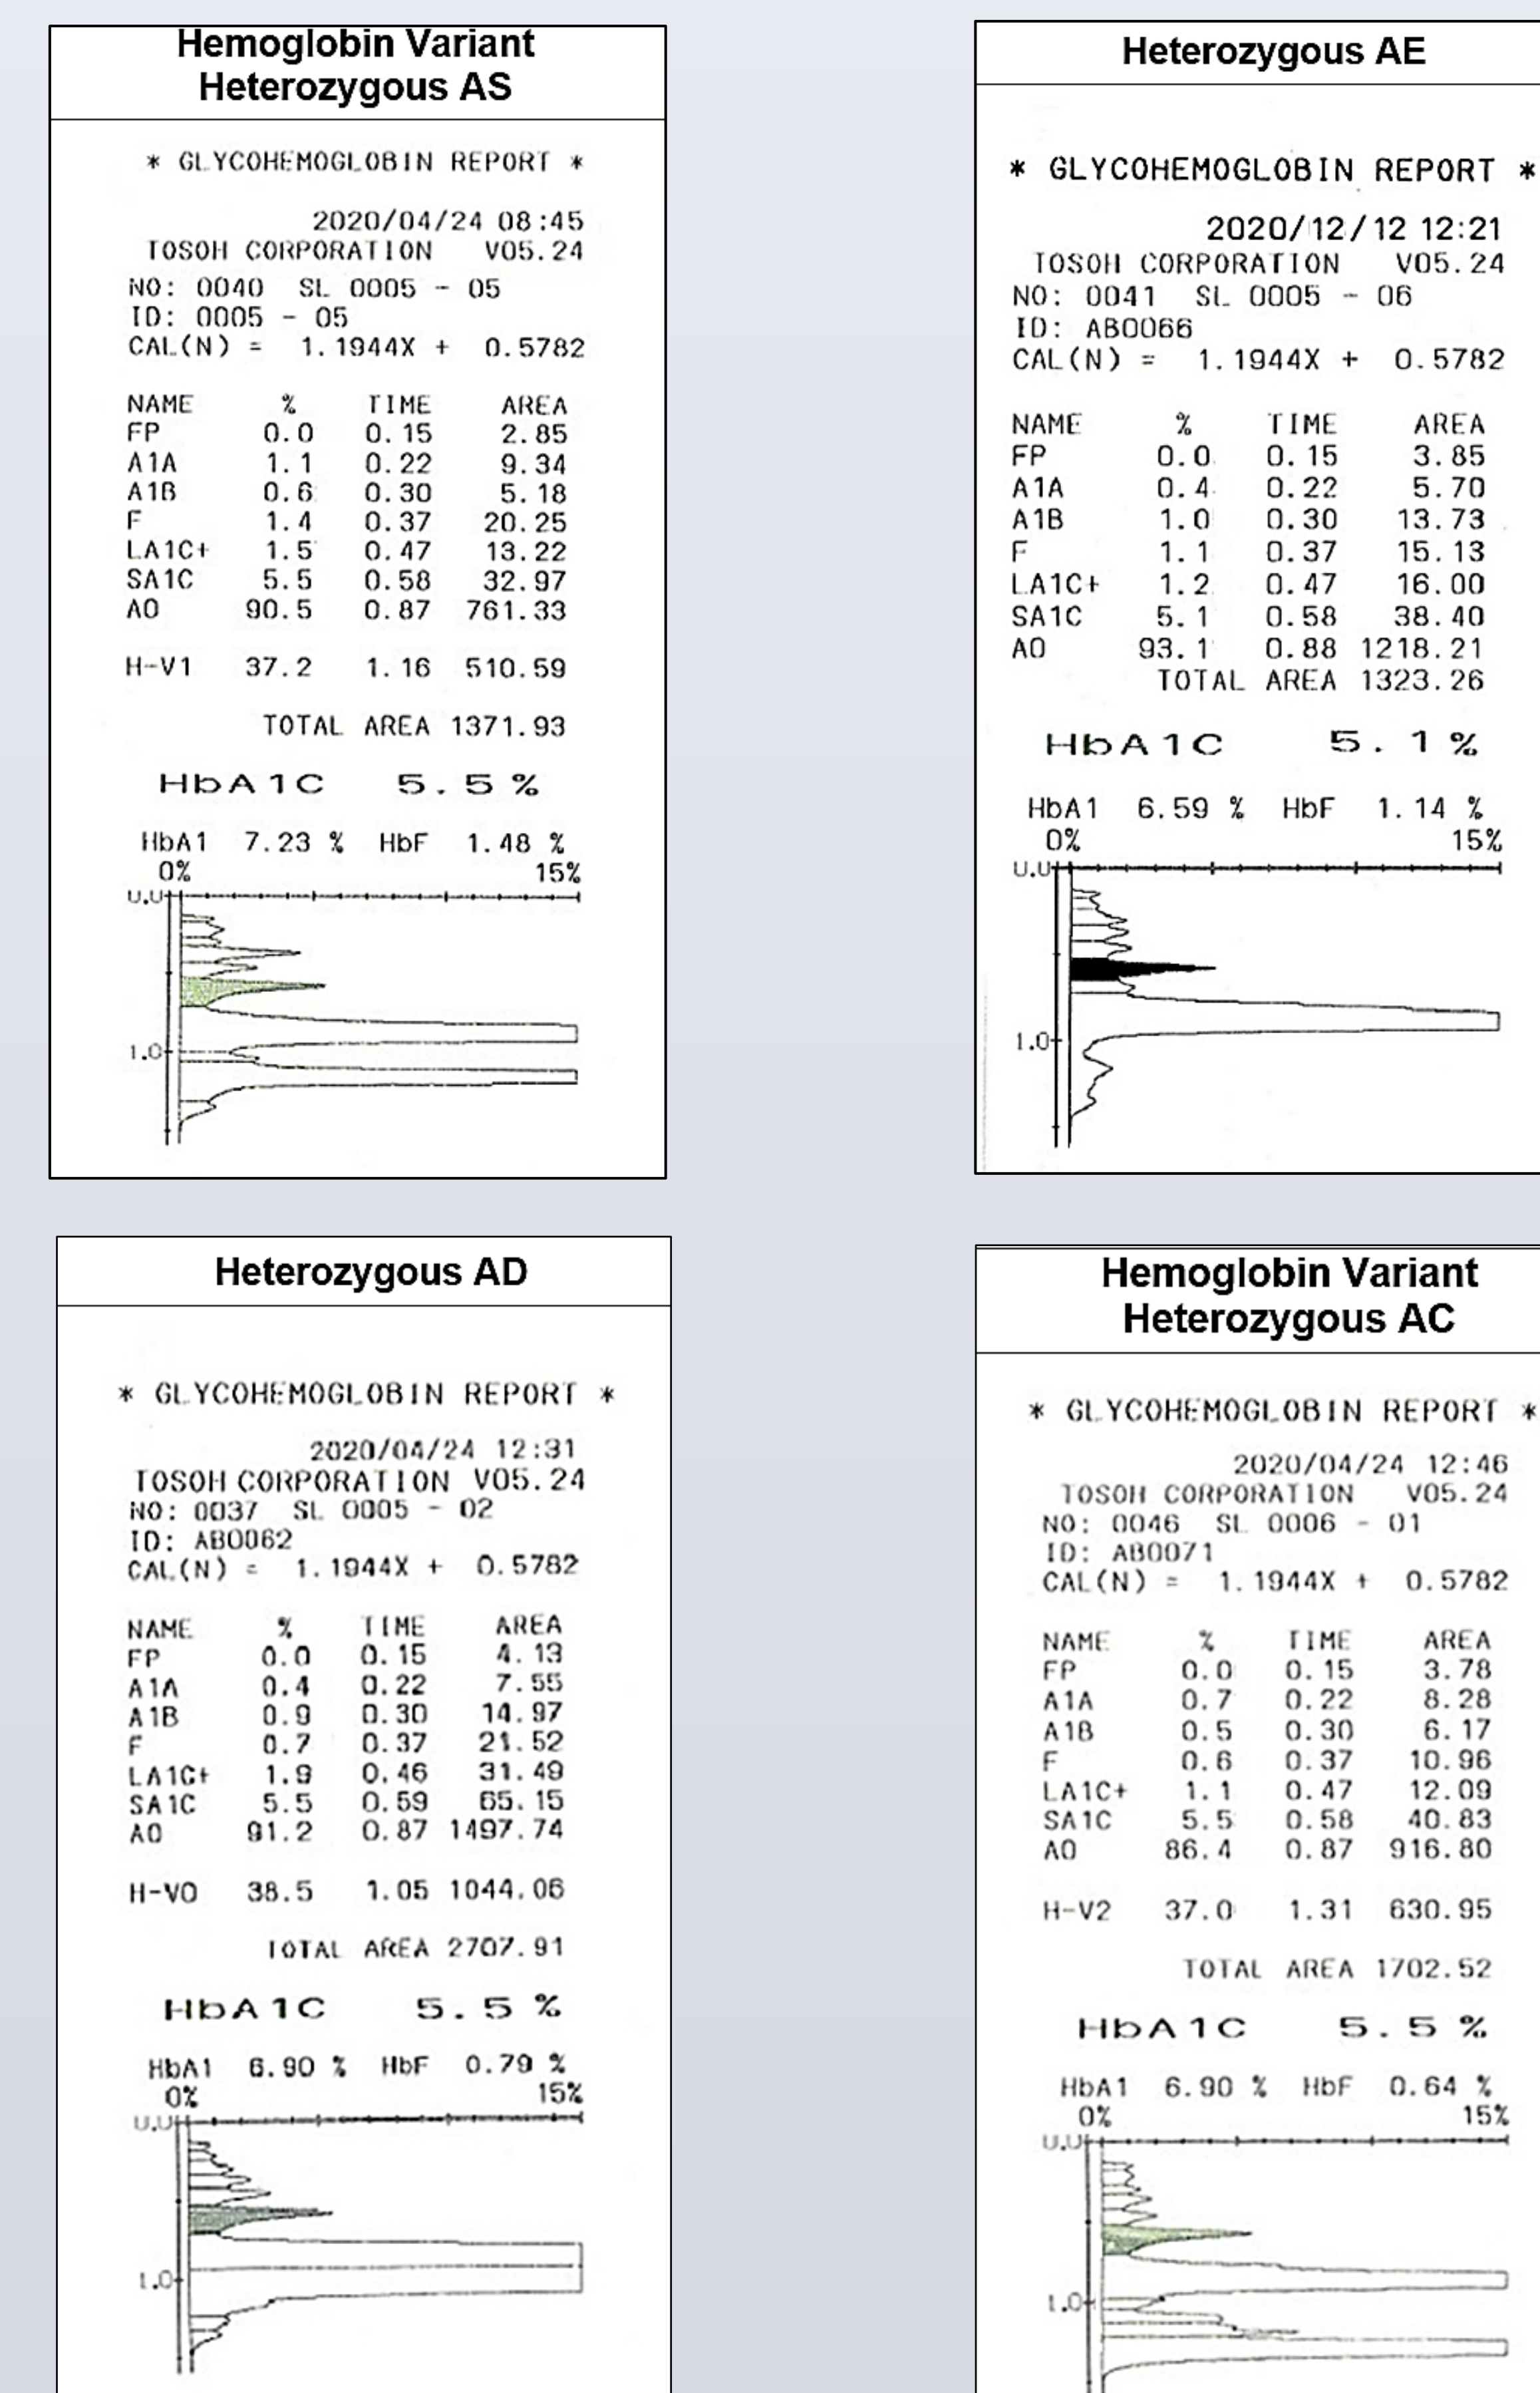 Hemoglobin Variant
Heterozygous AS
* GLYCOHEMOGLOBIN REPORT *
2020/04/24 08:45
TOSOH CORPORATION V05.24
NO: 0040 SL 0005 - 05
ID: 0005 - 05
CAL(N) = 1.1944X + 0.5782
NAME % TIME AREA
FP 0.0 0.15 2.85
A1A 1.1 0.22 9.34
A1B 0.6 0.30 5.18
F 1.4 0.37 20.25
LA1C+ 1.5 0.47 13.22
SA1C 5.5 0.58 32.97
A0 90.5 0.87 761.33
H-V1 37.2 1.16 510.59
TOTAL AREA 1371.93
HbA1C 5.5%
HbA1 7.23 % HbF 1.48 %
0% 15%
0.0
1.0
Heterozygous AE
* GLYCOHEMOGLOBIN REPORT *
2020/12/12 12:21
TOSOH CORPORATION V05.24
NO: 0041 SL 0005 - 06
ID: AB0066
CAL(N) = 1.1944X + 0.5782
NAME % TIME AREA
FP 0.0 0.15 3.85
A1A 0.4 0.22 5.70
A1B 1.0 0.30 13.73
F 1.1 0.37 15.13
LA1C+ 1.2 0.47 16.00
SA1C 5.1 0.58 38.40
A0 93.1 0.88 1218.21
TOTAL AREA 1323.26
HbA1C 5.1%
HbA1 6.59 % HbF 1.14 %
0% 15%
0.0
1.0
Heterozygous AD
* GLYCOHEMOGLOBIN REPORT *
2020/04/24 12:31
TOSOH CORPORATION V05.24
NO: 0037 SL 0005 - 02
ID: AB0062
CAL(N) = 1.1944X + 0.5782
NAME % TIME AREA
FP 0.0 0.15 4.13
A1A 0.4 0.22 7.55
A1B 0.9 0.30 14.97
F 0.7 0.37 21.52
LA1C+ 1.9 0.46 31.49
SA1C 5.5 0.59 65.15
A0 91.2 0.87 1497.74
H-V0 38.5 1.05 1044.06
TOTAL AREA 2707.91
HbA1C 5.5 %
HbA1 6.90 % HbF 0.79 %
0% 15%
0.0
1.0
Hemoglobin Variant
Heterozygous AC
* GLYCOHEMOGLOBIN REPORT *
2020/04/24 12:46
TOSOH CORPORATION V05.24
NO: 0046 SL 0006 - 01
ID: AB0071
CAL(N) = 1.1944X + 0.5782
NAME % TIME AREA
FP 0.0 0.15 3.78
A1A 0.7 0.22 8.28
A1B 0.5 0.30 6.17
F 0.6 0.37 10.96
LA1C+ 1.1 0.47 12.09
SA1C 5.5 0.58 40.83
A0 86.4 0.87 916.80
H-V2 37.0 1.31 630.95
TOTAL AREA 1702.52
HbA1C 5.5 %
HbA1 6.90 % HbF 0.64 %
0% 15%
0.0
1.0